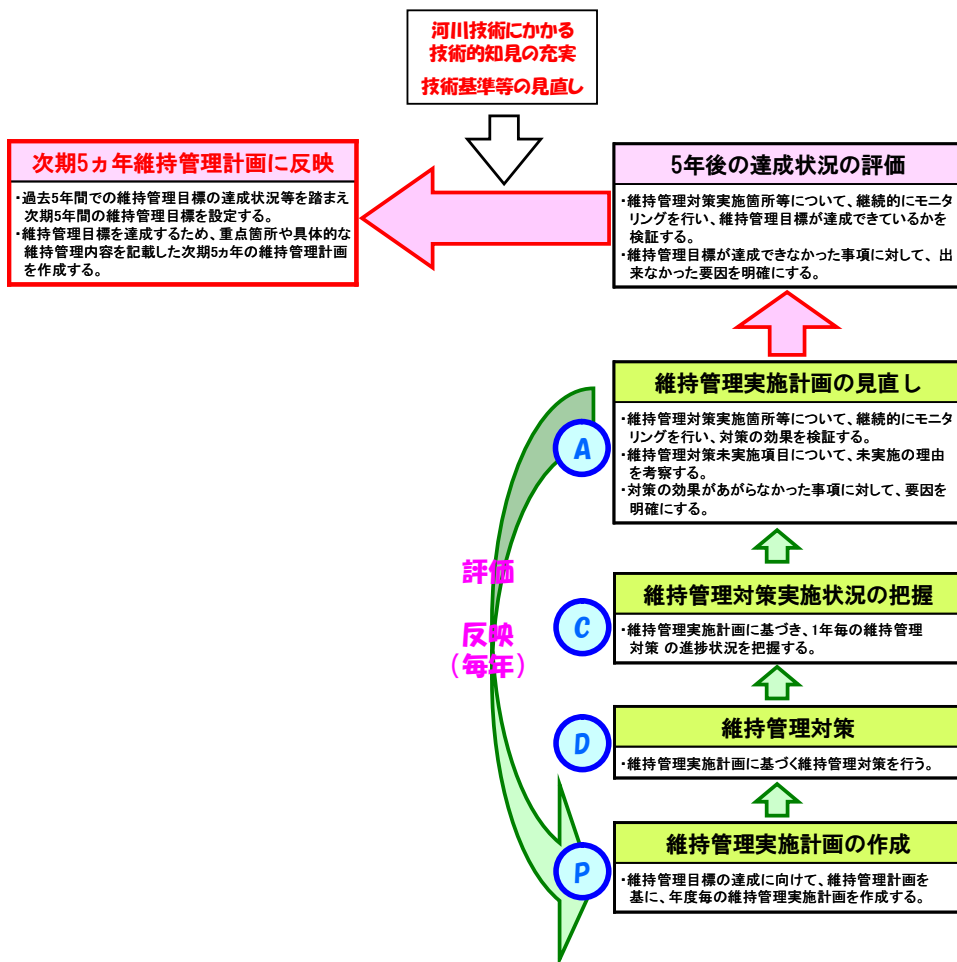 河川技術にかかる
技術的知見の充実
技術基準等の見直し
次期5ヵ年維持管理計画に反映
・過去5年間での維持管理目標の達成状況等を踏まえ
次期5年間の維持管理目標を設定する。
・維持管理目標を達成するため、重点箇所や具体的な
維持管理内容を記載した次期5ヵ年の維持管理計画
を作成する。
5年後の達成状況の評価
・維持管理対策実施箇所等について、継続的にモニタ
リングを行い、維持管理目標が達成できているかを
検証する。
・維持管理目標が達成できなかった事項に対して、出
来なかった要因を明確にする。
維持管理実施計画の見直し
・維持管理対策実施箇所等について、継続的にモニタ
リングを行い、対策の効果を検証する。
・維持管理対策未実施項目について、未実施の理由
を考察する。
・対策の効果があがらなかった事項に対して、要因を
明確にする。
A
評価
反映
(毎年)
維持管理対策実施状況の把握
・維持管理実施計画に基づき、1年毎の維持管理
対策 の進捗状況を把握する。
C
維持管理対策
・維持管理実施計画に基づく維持管理対策を行う。
D
維持管理実施計画の作成
・維持管理目標の達成に向けて、維持管理計画を
基に、年度毎の維持管理実施計画を作成する。
P